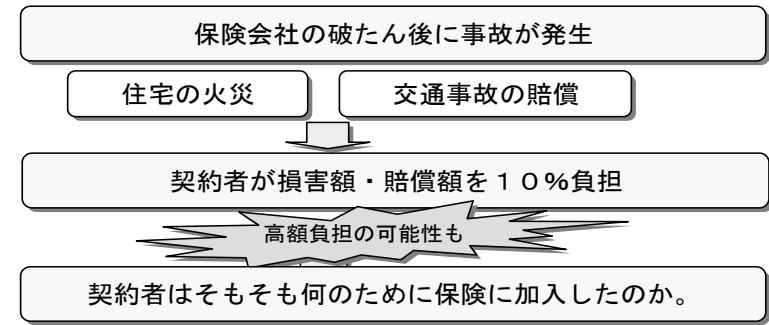 保険会社の破たん後に事故が発生
住宅の火災
交通事故の賠償
契約者が損害額・賠償額を１０％負担
高額負担の可能性も
契約者はそもそも何のために保険に加入したのか。